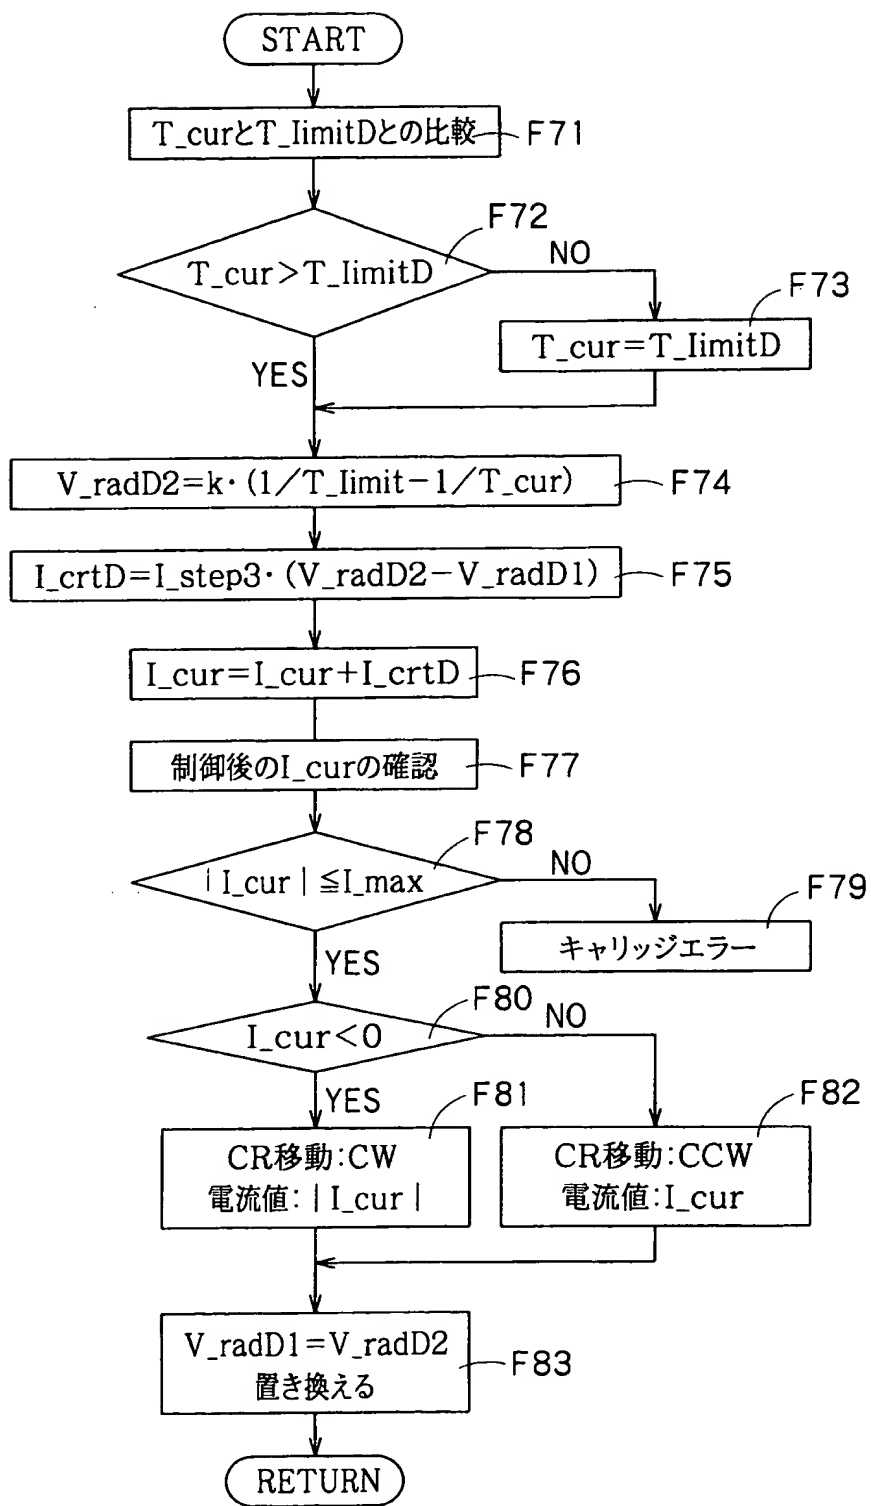 START
T_curとT_IimitDとの比較
F71
F72
T_cur>T_IimitD
NO
F73
T_cur=T_IimitD
YES
V_radD2=k・(1/T_Iimit-1/T_cur)
F74
I_crtD=I_step3・(V_radD2-V_radD1)
F75
I_cur=I_cur+I_crtD
F76
制御後のI_curの確認
F77
F78
|I_cur|≦I_max
NO
F79
キャリッジエラー
YES
F80
I_cur<0
NO
YES
F81
F82
CR移動:CW
電流値:|I_cur|
CR移動:CCW
電流値:I_cur
V_radD1=V_radD2
置き換える
F83
RETURN